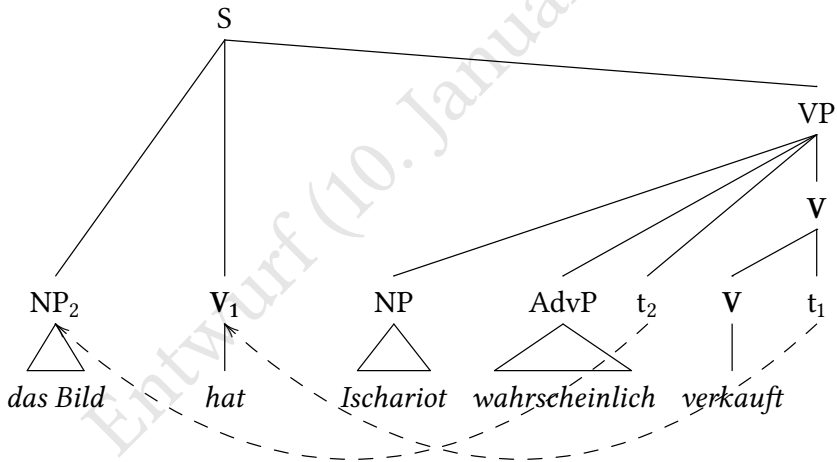 S
VP
V
NP₂ V₁ NP AdvP t₂ V t₁
das Bild hat Ischariot wahrscheinlich verkauft
Entwurf (10. Janua